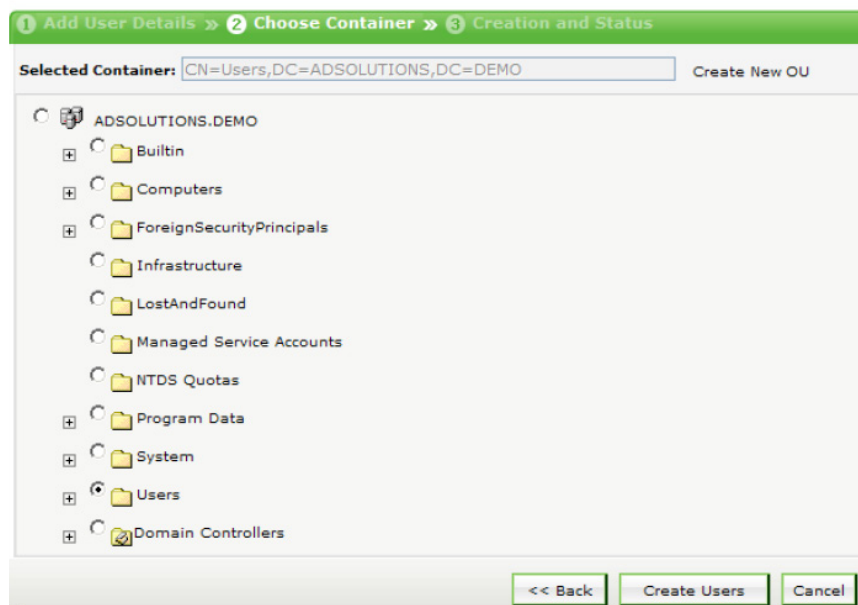 1 Add User Details » 2 Choose Container » 3 Creation and Status
Selected Container: CN=Users,DC=ADSOLUTIONS,DC=DEMO Create New OU
ADSOLUTIONS.DEMO
Builtin
Computers
ForeignSecurityPrincipals
Infrastructure
LostAndFound
Managed Service Accounts
NTDS Quotas
Program Data
System
Users
Domain Controllers
<< Back Create Users Cancel